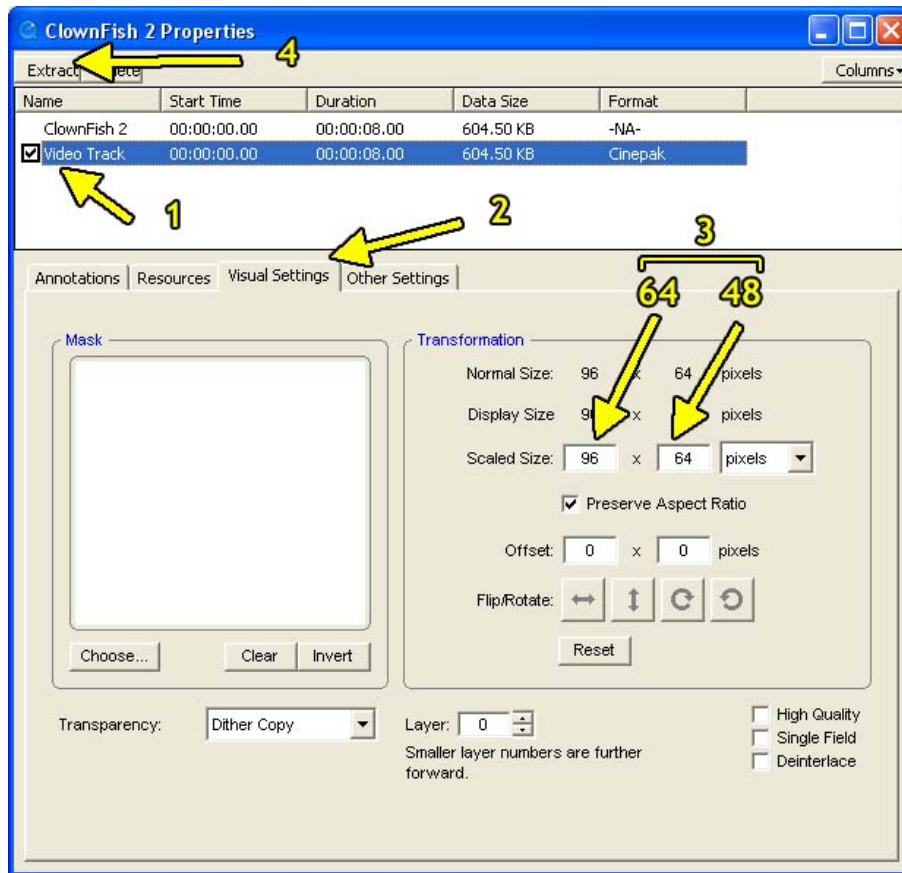 ClownFish 2 Properties
Extract
4
Columns
Name Start Time Duration Data Size Format
ClownFish 2 00:00:00.00 00:00:08.00 604.50 KB -NA-
Video Track 00:00:00.00 00:00:08.00 604.50 KB Cinepak
1
2
3
Annotations Resources Visual Settings Other Settings
64 48
Mask
Transformation
Normal Size: 96 x 64 pixels
Display Size x pixels
Scaled Size: 96 x 64 pixels
Preserve Aspect Ratio
Offset: 0 x 0 pixels
Flip/Rotate:
Choose... Clear Invert
Reset
Transparency: Dither Copy
Layer: 0
Smaller layer numbers are further
forward.
High Quality
Single Field
Deinterlace